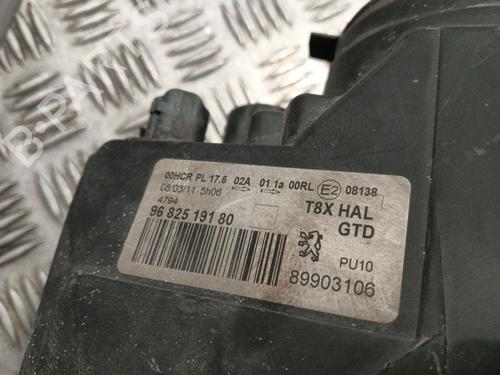 00HCR PL 17.5 02A 01.1a 00RL E2 08138
08/03/11 5h06
4794
96 825 191 80
T8X HAL
GTD
PU10
89903106
B-PARTS